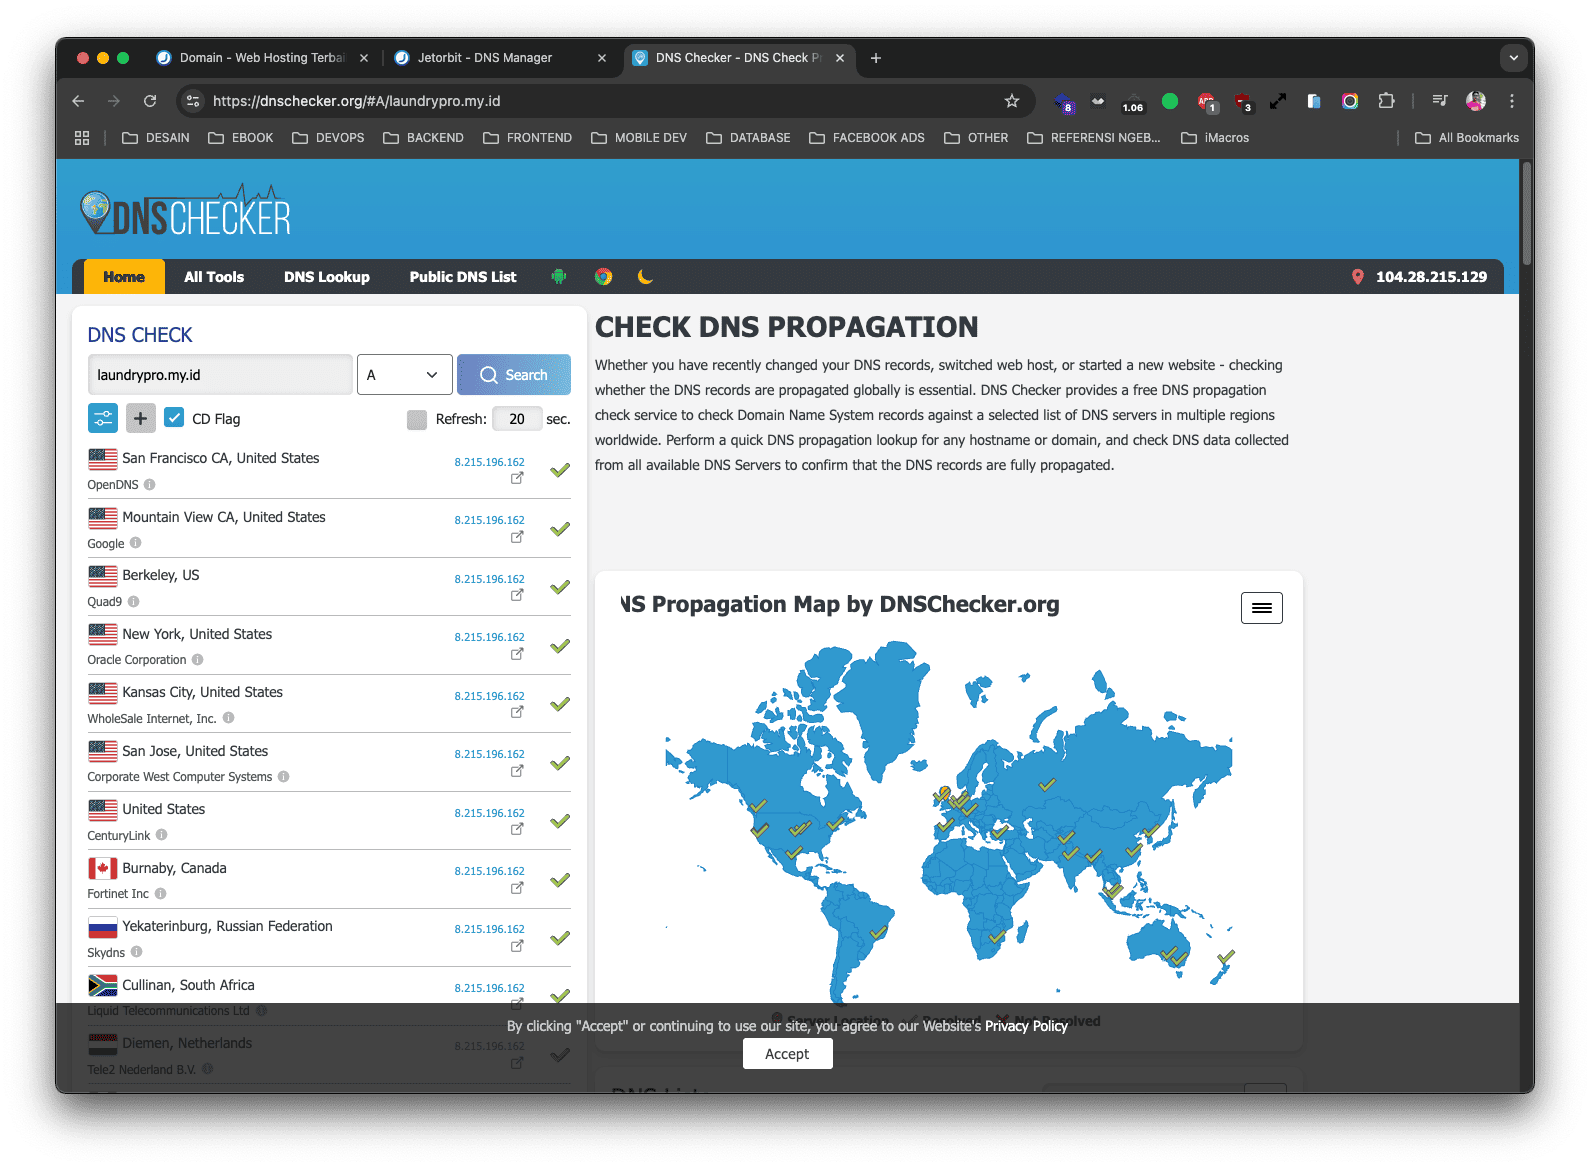 Domain - Web Hosting Terbai
Jetorbit - DNS Manager
DNS Checker - DNS Check P
https://dnschecker.org/#A/laundrypro.my.id
8
1.06
1
3
DESAIN
EBOOK
DEVOPS
BACKEND
FRONTEND
MOBILE DEV
DATABASE
FACEBOOK ADS
OTHER
REFERENSI NGEB...
iMacros
All Bookmarks
DNSCHECKER
Home
All Tools
DNS Lookup
Public DNS List
104.28.215.129
DNS CHECK
laundrypro.my.id
A
Search
CD Flag
Refresh: 20 sec.
San Francisco CA, United States
8.215.196.162
OpenDNS
Mountain View CA, United States
8.215.196.162
Google
Berkeley, US
8.215.196.162
Quad9
New York, United States
8.215.196.162
Oracle Corporation
Kansas City, United States
8.215.196.162
WholeSale Internet, Inc.
San Jose, United States
8.215.196.162
Corporate West Computer Systems
United States
8.215.196.162
CenturyLink
Burnaby, Canada
8.215.196.162
Fortinet Inc
Yekaterinburg, Russian Federation
8.215.196.162
Skydns
Cullinan, South Africa
8.215.196.162
Liquid Telecommunications Ltd
Diemen, Netherlands
8.215.196.162
Tele2 Nederland B.V.
CHECK DNS PROPAGATION
Whether you have recently changed your DNS records, switched web host, or started a new website - checking
whether the DNS records are propagated globally is essential. DNS Checker provides a free DNS propagation
check service to check Domain Name System records against a selected list of DNS servers in multiple regions
worldwide. Perform a quick DNS propagation lookup for any hostname or domain, and check DNS data collected
from all available DNS Servers to confirm that the DNS records are fully propagated.
NS Propagation Map by DNSChecker.org
Server Location
Resolved
Not Resolved
By clicking "Accept" or continuing to use our site, you agree to our Website's Privacy Policy
Accept